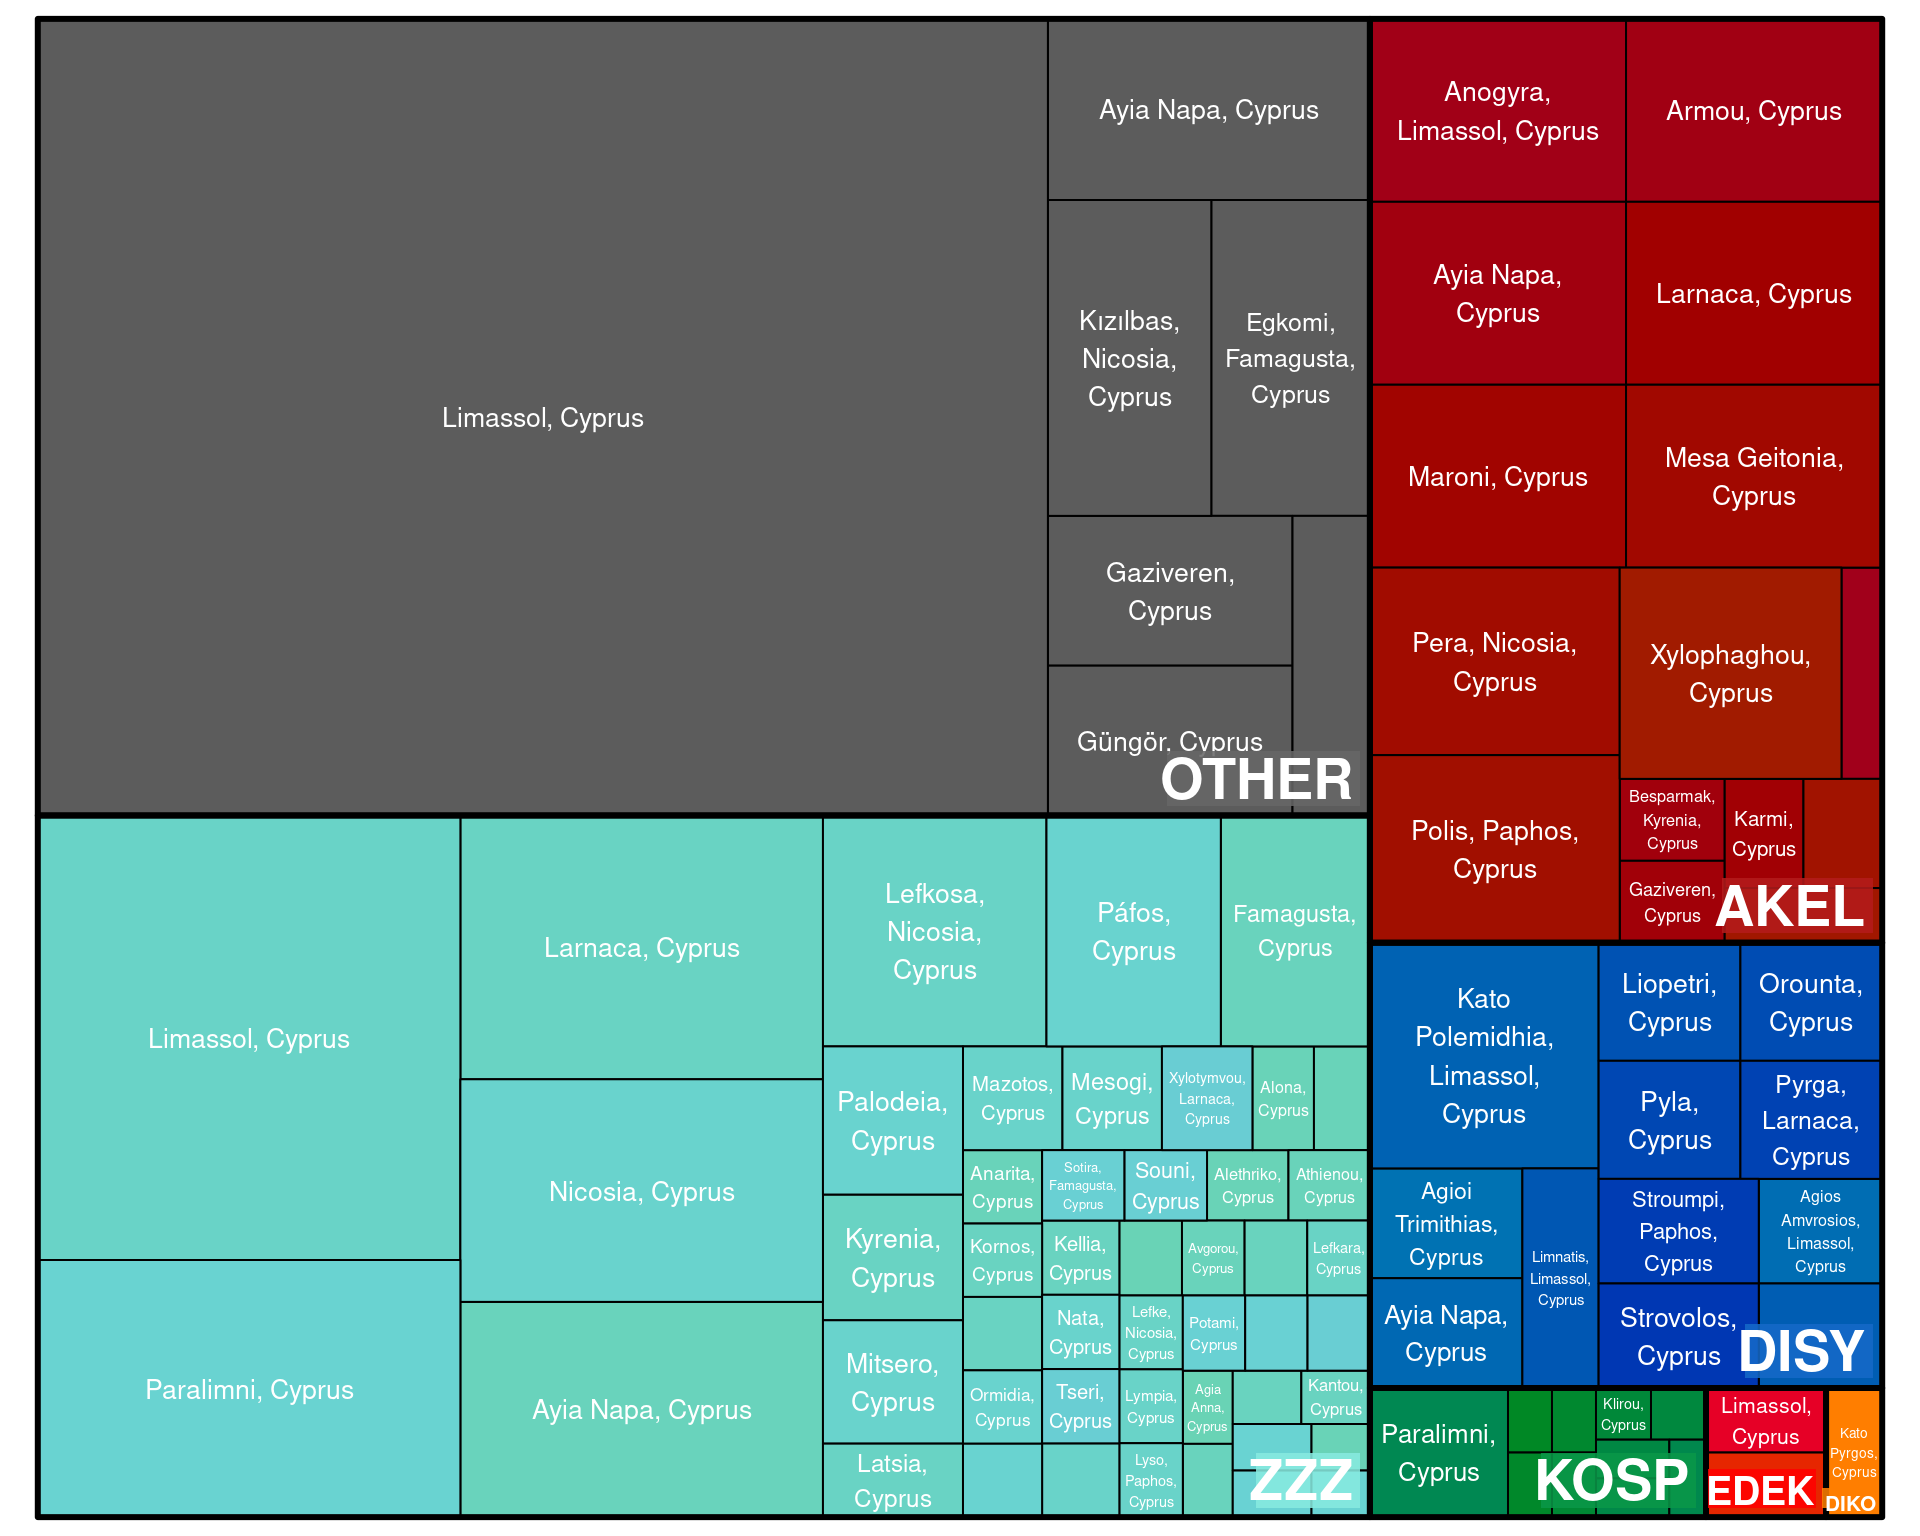 Limassol, Cyprus
Ayia Napa, Cyprus
Kızılbas,
Nicosia,
Cyprus
Egkomi,
Famagusta,
Cyprus
Gaziveren,
Cyprus
Güngör, Cyprus
OTHER
Anogyra,
Limassol, Cyprus
Armou, Cyprus
Ayia Napa,
Cyprus
Larnaca, Cyprus
Maroni, Cyprus
Mesa Geitonia,
Cyprus
Pera, Nicosia,
Cyprus
Xylophaghou,
Cyprus
Polis, Paphos,
Cyprus
Besparmak,
Kyrenia,
Cyprus
Karmi,
Cyprus
Gaziveren,
Cyprus
AKEL
Limassol, Cyprus
Paralimni, Cyprus
Larnaca, Cyprus
Nicosia, Cyprus
Ayia Napa, Cyprus
Lefkosa,
Nicosia,
Cyprus
Páfos,
Cyprus
Famagusta,
Cyprus
Palodeia,
Cyprus
Kyrenia,
Cyprus
Mitsero,
Cyprus
Latsia,
Cyprus
Mazotos,
Cyprus
Mesogi,
Cyprus
Xylotymvou,
Larnaca,
Cyprus
Alona,
Cyprus
Anarita,
Cyprus
Sotira,
Famagusta,
Cyprus
Souni,
Cyprus
Alethriko,
Cyprus
Athienou,
Cyprus
Kornos,
Cyprus
Kellia,
Cyprus
Avgorou,
Cyprus
Lefkara,
Cyprus
Nata,
Cyprus
Lefke,
Nicosia,
Cyprus
Potami,
Cyprus
Ormidia,
Cyprus
Tseri,
Cyprus
Lympia,
Cyprus
Agia
Anna,
Cyprus
Kantou,
Cyprus
Lyso,
Paphos,
Cyprus
ZZZ
Kato
Polemidhia,
Limassol,
Cyprus
Liopetri,
Cyprus
Orounta,
Cyprus
Pyla,
Cyprus
Pyrga,
Larnaca,
Cyprus
Agioi
Trimithias,
Cyprus
Limnatis,
Limassol,
Cyprus
Ayia Napa,
Cyprus
Stroumpi,
Paphos,
Cyprus
Agios
Amvrosios,
Limassol,
Cyprus
Strovolos,
Cyprus
DISY
Paralimni,
Cyprus
Klirou,
Cyprus
KOSP
Limassol,
Cyprus
EDEK
Kato
Pyrgos,
Cyprus
DIKO